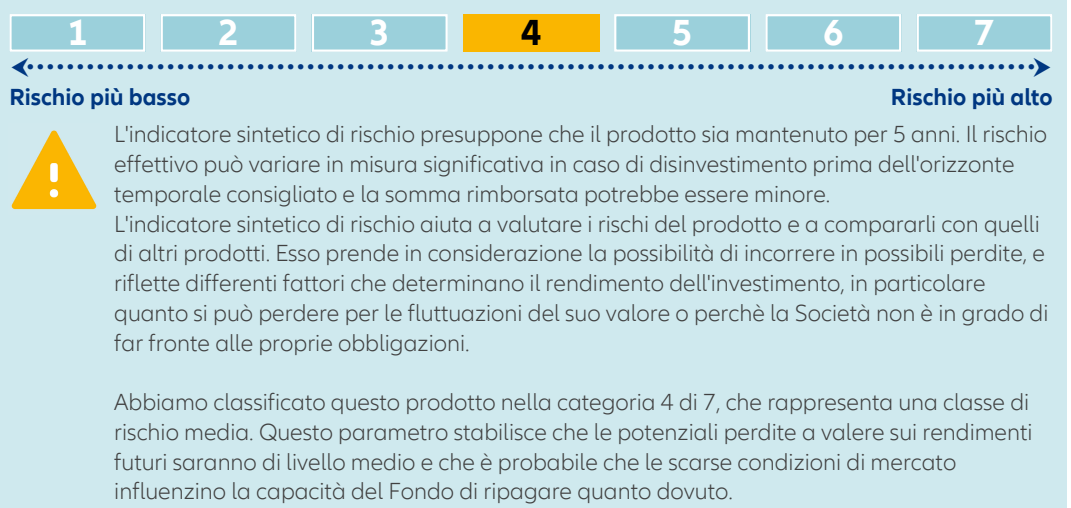 1 2 3 4 5 6 7
Rischio più basso Rischio più alto
L'indicatore sintetico di rischio presuppone che il prodotto sia mantenuto per 5 anni. Il rischio
effettivo può variare in misura significativa in caso di disinvestimento prima dell'orizzonte
temporale consigliato e la somma rimborsata potrebbe essere minore.
L'indicatore sintetico di rischio aiuta a valutare i rischi del prodotto e a compararli con quelli
di altri prodotti. Esso prende in considerazione la possibilità di incorrere in possibili perdite, e
riflette differenti fattori che determinano il rendimento dell'investimento, in particolare
quanto si può perdere per le fluttuazioni del suo valore o perchè la Società non è in grado di
far fronte alle proprie obbligazioni.
Abbiamo classificato questo prodotto nella categoria 4 di 7, che rappresenta una classe di
rischio media. Questo parametro stabilisce che le potenziali perdite a valere sui rendimenti
futuri saranno di livello medio e che è probabile che le scarse condizioni di mercato
influenzino la capacità del Fondo di ripagare quanto dovuto.